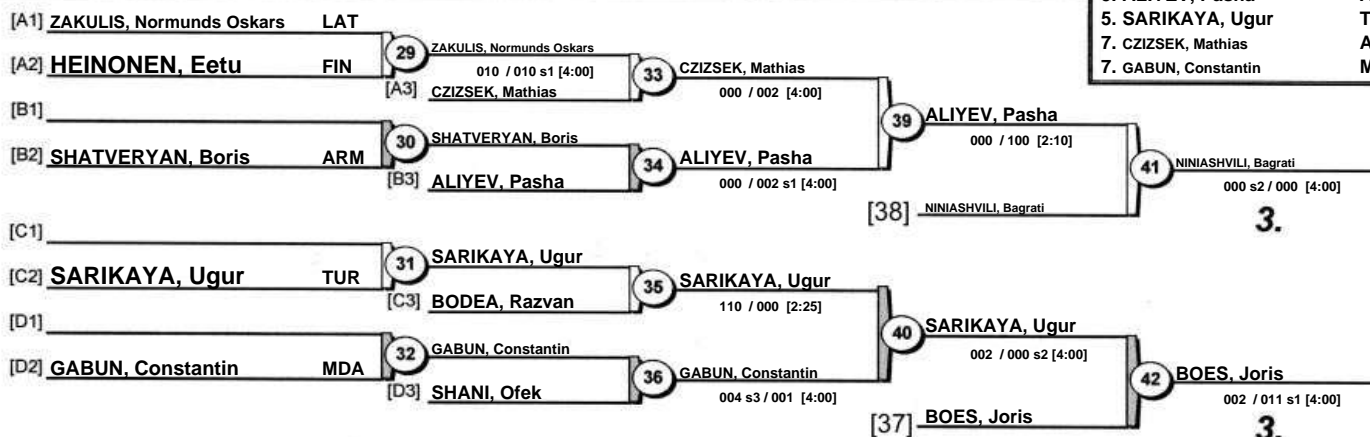 5. SARIKAYA, Ugur T
7. CZIZSEK, Mathias A
7. GABUN, Constantin M
[A1] ZAKULIS, Normunds Oskars LAT
[A2] HEINONEN, Eetu FIN
29
ZAKULIS, Normunds Oskars
010 / 010 s1 [4:00]
[A3] CZIZSEK, Mathias
33
CZIZSEK, Mathias
000 / 002 [4:00]
[B1]
[B2] SHATVERYAN, Boris ARM
30
SHATVERYAN, Boris
[B3] ALIYEV, Pasha
34
ALIYEV, Pasha
000 / 002 s1 [4:00]
39
ALIYEV, Pasha
000 / 100 [2:10]
[38] NINIASHVILI, Bagrati
41
NINIASHVILI, Bagrati
000 s2 / 000 [4:00]
3.
[C1]
[C2] SARIKAYA, Ugur TUR
31
SARIKAYA, Ugur
[C3] BODEA, Razvan
35
SARIKAYA, Ugur
110 / 000 [2:25]
[D1]
[D2] GABUN, Constantin MDA
32
GABUN, Constantin
[D3] SHANI, Ofek
36
GABUN, Constantin
004 s3 / 001 [4:00]
40
SARIKAYA, Ugur
002 / 000 s2 [4:00]
[37] BOES, Joris
42
BOES, Joris
002 / 011 s1 [4:00]
3.